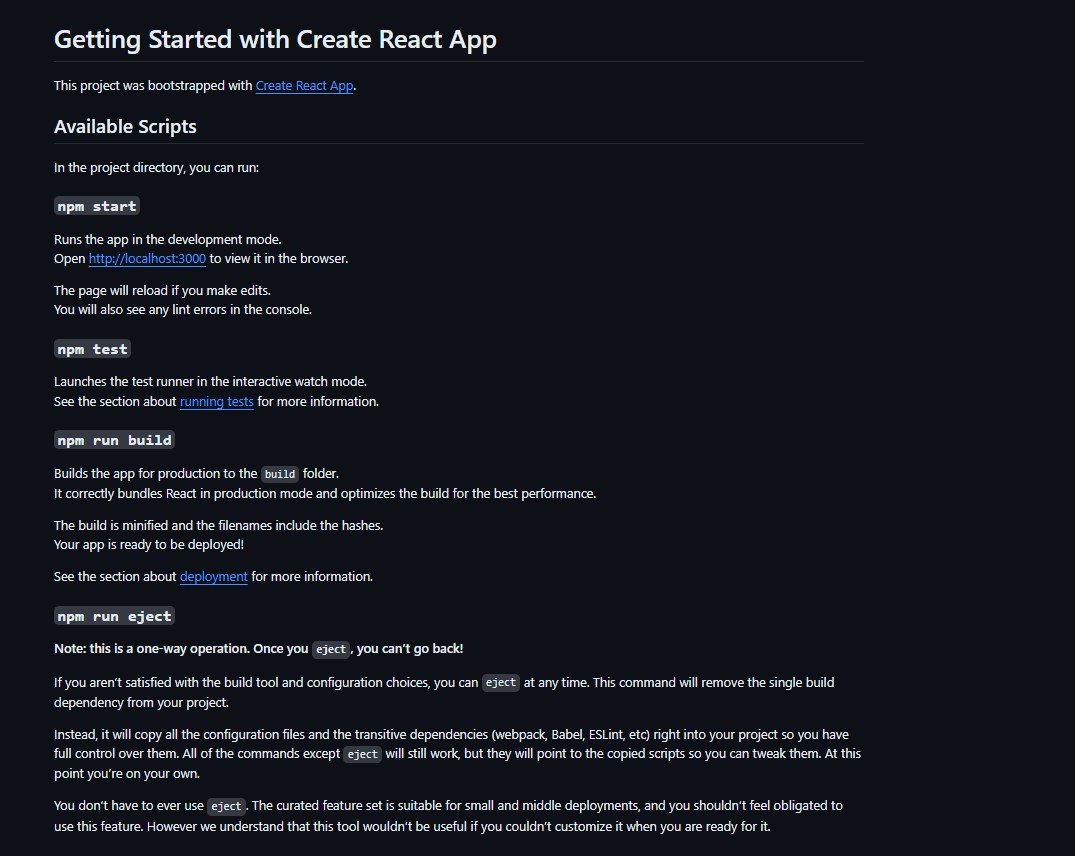 Getting Started with Create React App
This project was bootstrapped with Create React App.
Available Scripts
In the project directory, you can run:
npm start
Runs the app in the development mode.
Open http://localhost:3000 to view it in the browser.
The page will reload if you make edits.
You will also see any lint errors in the console.
npm test
Launches the test runner in the interactive watch mode.
See the section about running tests for more information.
npm run build
Builds the app for production to the build folder.
It correctly bundles React in production mode and optimizes the build for the best performance.
The build is minified and the filenames include the hashes.
Your app is ready to be deployed!
See the section about deployment for more information.
npm run eject
Note: this is a one-way operation. Once you eject, you can’t go back!
If you aren’t satisfied with the build tool and configuration choices, you can eject at any time. This command will remove the single build
dependency from your project.
Instead, it will copy all the configuration files and the transitive dependencies (webpack, Babel, ESLint, etc) right into your project so you have
full control over them. All of the commands except eject will still work, but they will point to the copied scripts so you can tweak them. At this
point you’re on your own.
You don’t have to ever use eject. The curated feature set is suitable for small and middle deployments, and you shouldn’t feel obligated to
use this feature. However we understand that this tool wouldn’t be useful if you couldn’t customize it when you are ready for it.